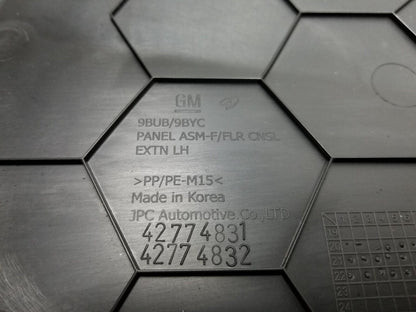 GM
9BUB/9BYC
PANEL ASM-F/FLR CNSL
EXTN LH
>PP/PE-M15<
Made in Korea
JPC Automotive Co.,LTD
42774831
42774832